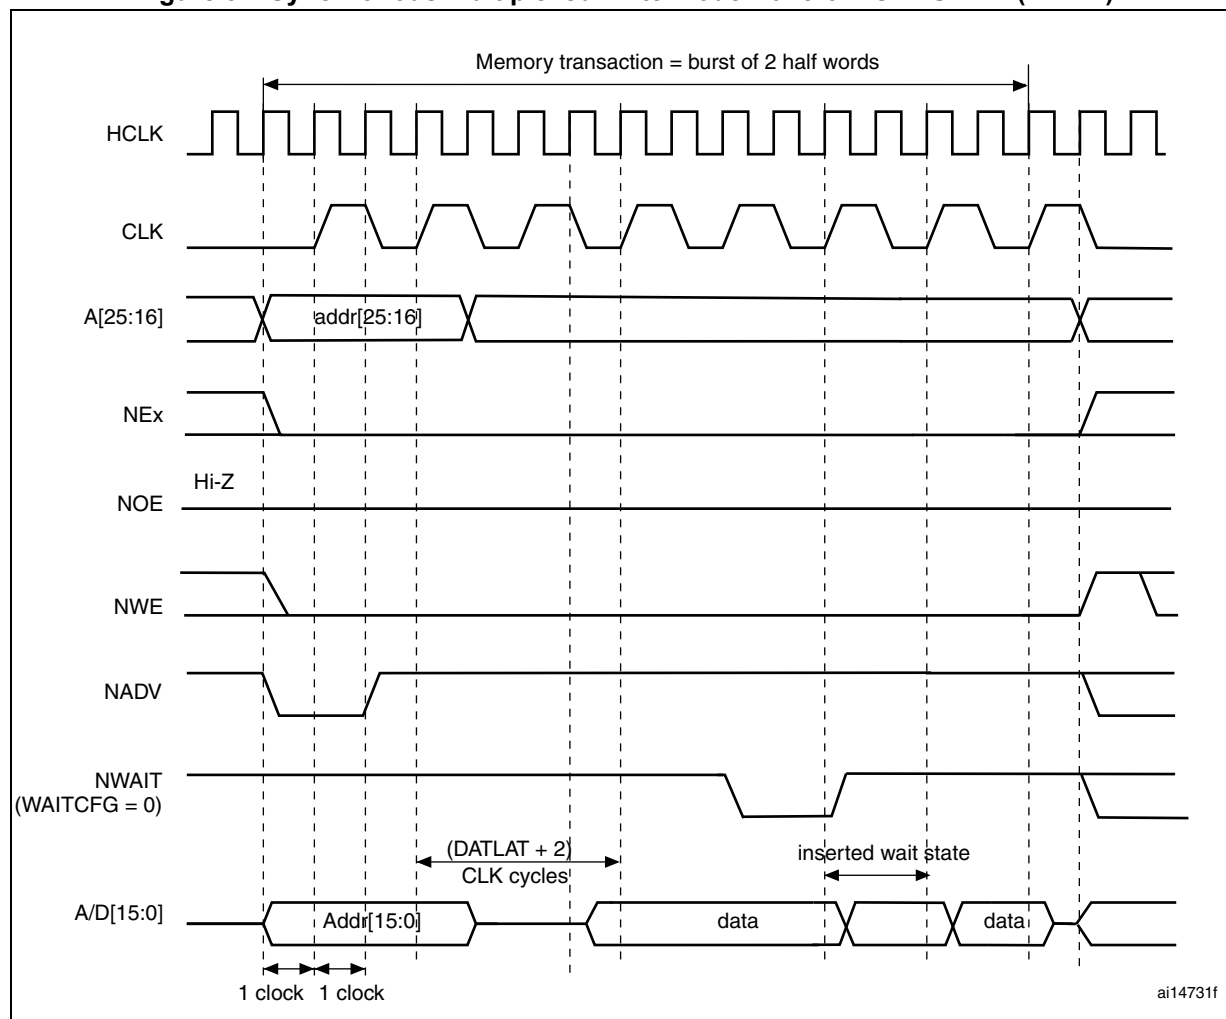 Memory transaction = burst of 2 half words
HCLK
CLK
A[25:16]
addr[25:16]
NEx
Hi-Z
NOE
NWE
NADV
NWAIT
(WAITCFG = 0)
(DATLAT + 2)
CLK cycles
inserted wait state
A/D[15:0]
Addr[15:0]
data
data
1 clock
1 clock
ai14731f